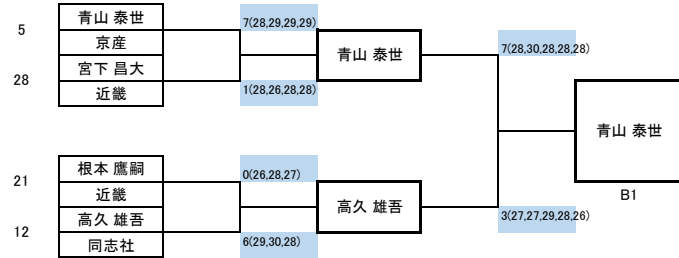 青山 泰世
5
7(28,29,29,29)
京産
青山 泰世
7(28,30,28,28,28)
宮下 昌大
28
1(28,26,28,28)
近畿
青山 泰世
B1
根本 鷹嗣
21
0(26,28,27)
近畿
高久 雄吾
3(27,27,29,28,26)
高久 雄吾
12
6(29,30,28)
同志社